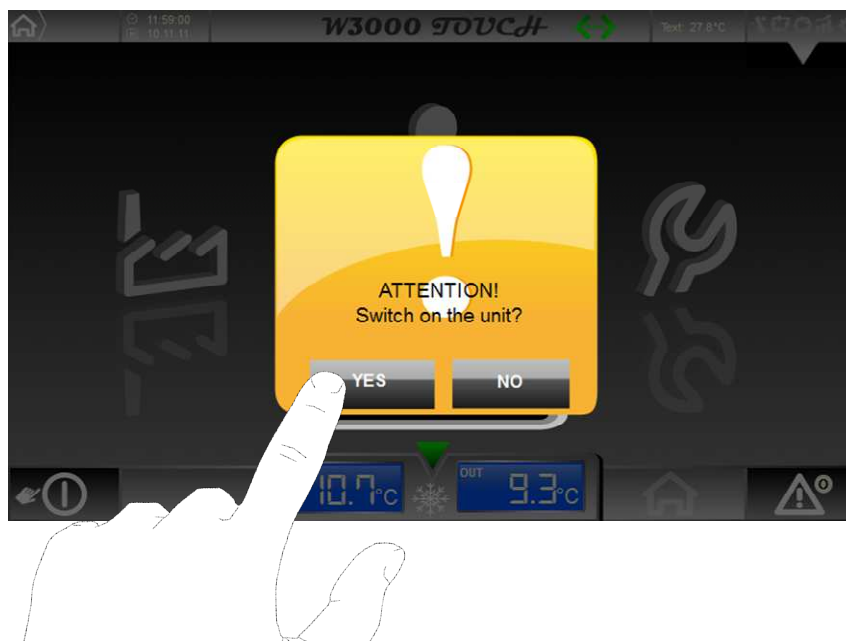 11:59:00
10.11.11
W3000 TOUCH
Text: 27.8°C
ATTENTION!
Switch on the unit?
YES
NO
10.7°C
OUT
9.3°C
0